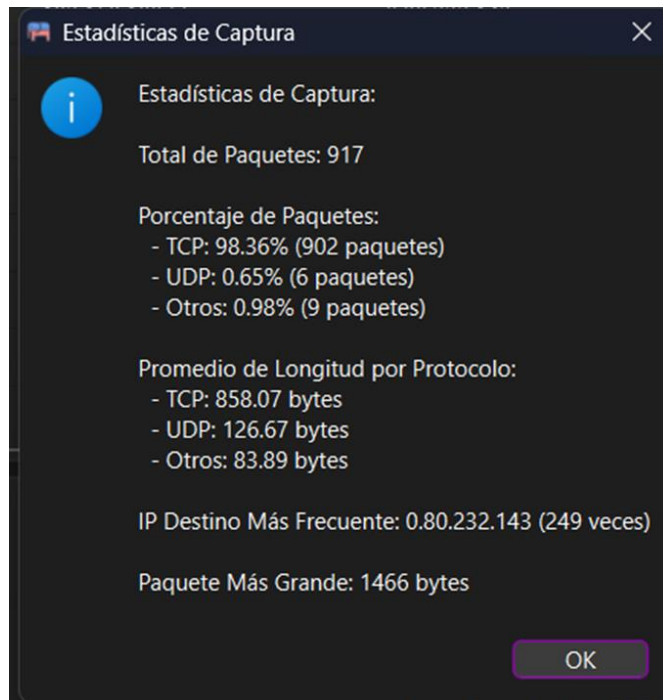 Estadísticas de Captura
Estadísticas de Captura:
Total de Paquetes: 917
Porcentaje de Paquetes:
- TCP: 98.36% (902 paquetes)
- UDP: 0.65% (6 paquetes)
- Otros: 0.98% (9 paquetes)
Promedio de Longitud por Protocolo:
- TCP: 858.07 bytes
- UDP: 126.67 bytes
- Otros: 83.89 bytes
IP Destino Más Frecuente: 0.80.232.143 (249 veces)
Paquete Más Grande: 1466 bytes
OK